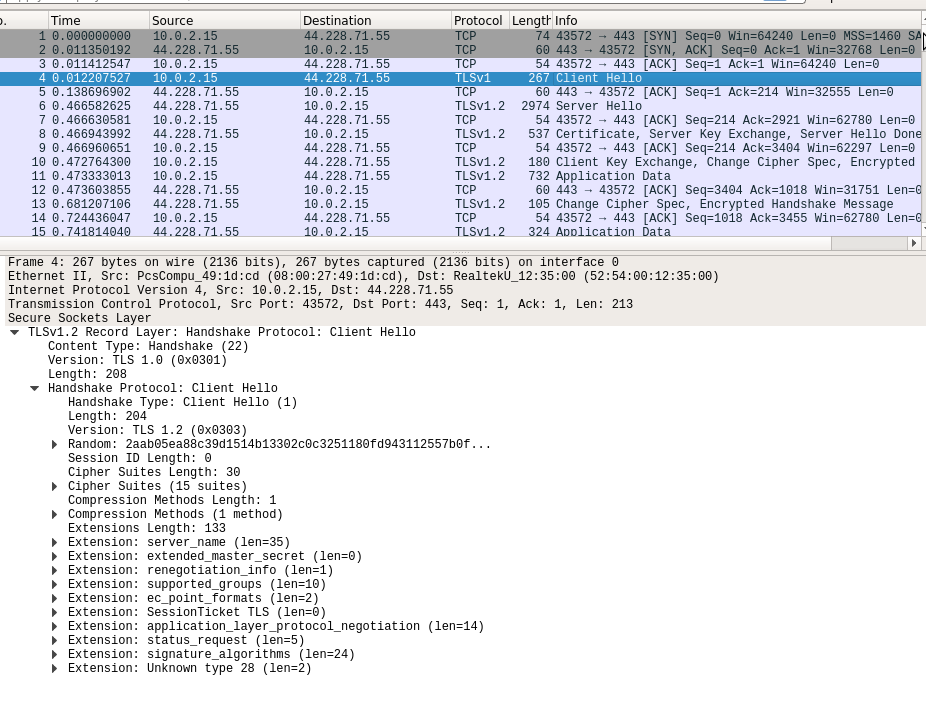 o. Time Source Destination Protocol Length Info
1 0.000000000 10.0.2.15 44.228.71.55 TCP 74 43572 → 443 [SYN] Seq=0 Win=64240 Len=0 MSS=1460 SA
2 0.011350192 44.228.71.55 10.0.2.15 TCP 60 443 → 43572 [SYN, ACK] Seq=0 Ack=1 Win=32768 Len=0
3 0.011412547 10.0.2.15 44.228.71.55 TCP 54 43572 → 443 [ACK] Seq=1 Ack=1 Win=64240 Len=0
4 0.012207527 10.0.2.15 44.228.71.55 TLSv1 267 Client Hello
5 0.138696902 44.228.71.55 10.0.2.15 TCP 60 443 → 43572 [ACK] Seq=1 Ack=214 Win=32555 Len=0
6 0.466582625 44.228.71.55 10.0.2.15 TLSv1.2 2974 Server Hello
7 0.466630581 10.0.2.15 44.228.71.55 TCP 54 43572 → 443 [ACK] Seq=214 Ack=2921 Win=62780 Len=0
8 0.466943992 44.228.71.55 10.0.2.15 TLSv1.2 537 Certificate, Server Key Exchange, Server Hello Done
9 0.466960651 10.0.2.15 44.228.71.55 TCP 54 43572 → 443 [ACK] Seq=214 Ack=3404 Win=62297 Len=0
10 0.472764300 10.0.2.15 44.228.71.55 TLSv1.2 180 Client Key Exchange, Change Cipher Spec, Encrypted
11 0.473333013 10.0.2.15 44.228.71.55 TLSv1.2 732 Application Data
12 0.473603855 44.228.71.55 10.0.2.15 TCP 60 443 → 43572 [ACK] Seq=3404 Ack=1018 Win=31751 Len=0
13 0.681207106 44.228.71.55 10.0.2.15 TLSv1.2 105 Change Cipher Spec, Encrypted Handshake Message
14 0.724436047 10.0.2.15 44.228.71.55 TCP 54 43572 → 443 [ACK] Seq=1018 Ack=3455 Win=62780 Len=0
15 0.741814040 44.228.71.55 10.0.2.15 TLSv1.2 324 Application Data
Frame 4: 267 bytes on wire (2136 bits), 267 bytes captured (2136 bits) on interface 0
Ethernet II, Src: PcsCompu_49:1d:cd (08:00:27:49:1d:cd), Dst: RealtekU_12:35:00 (52:54:00:12:35:00)
Internet Protocol Version 4, Src: 10.0.2.15, Dst: 44.228.71.55
Transmission Control Protocol, Src Port: 43572, Dst Port: 443, Seq: 1, Ack: 1, Len: 213
Secure Sockets Layer
TLSv1.2 Record Layer: Handshake Protocol: Client Hello
Content Type: Handshake (22)
Version: TLS 1.0 (0x0301)
Length: 208
Handshake Protocol: Client Hello
Handshake Type: Client Hello (1)
Length: 204
Version: TLS 1.2 (0x0303)
Random: 2aab05ea88c39d1514b13302c0c3251180fd943112557b0f...
Session ID Length: 0
Cipher Suites Length: 30
Cipher Suites (15 suites)
Compression Methods Length: 1
Compression Methods (1 method)
Extensions Length: 133
Extension: server_name (len=35)
Extension: extended_master_secret (len=0)
Extension: renegotiation_info (len=1)
Extension: supported_groups (len=10)
Extension: ec_point_formats (len=2)
Extension: SessionTicket TLS (len=0)
Extension: application_layer_protocol_negotiation (len=14)
Extension: status_request (len=5)
Extension: signature_algorithms (len=24)
Extension: Unknown type 28 (len=2)